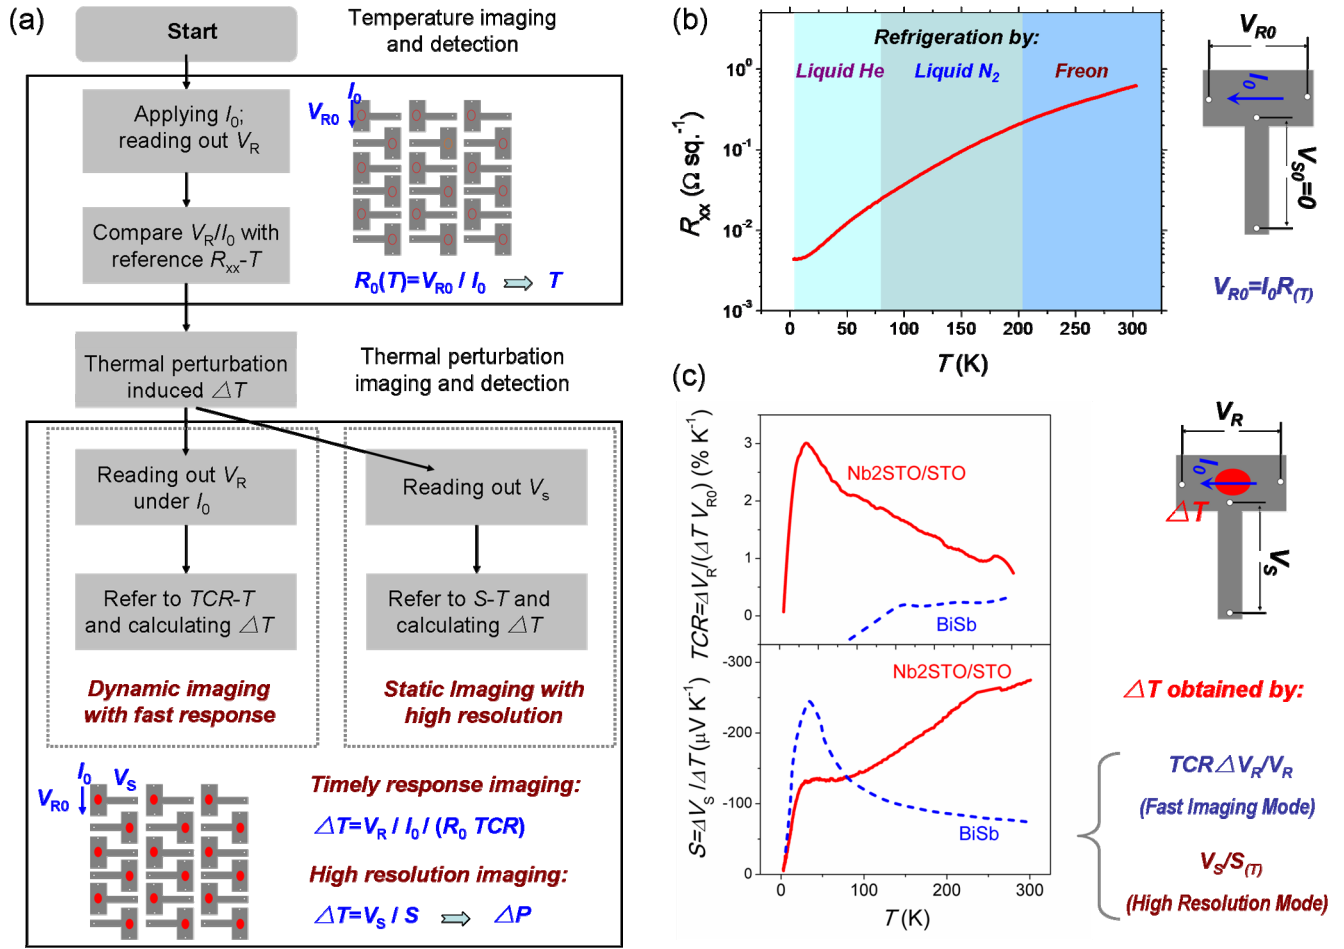 (a)
Start
Temperature imaging
and detection
Applying I0;
reading out VR
I0
VR0
Compare VR/I0 with
reference Rxx-T
R0(T)=VR0 / I0 T
Thermal perturbation
induced △T
Thermal perturbation
imaging and detection
Reading out VR
under I0
Reading out Vs
Refer to TCR-T
and calculating △T
Refer to S-T and
calculating △T
Dynamic imaging
with fast response
Static Imaging with
high resolution
I0
VS
VR0
Timely response imaging:
△T=VR / I0 / (R0 TCR)
High resolution imaging:
△T=VS / S △P
(b)
Refrigeration by:
Liquid He
Liquid N2
Freon
10^0
10^-1
10^-2
10^-3
Rxx (Ω sq.^-1)
0 50 100 150 200 250 300
T (K)
VR0
I0
VS0=0
VR0=I0R(T)
(c)
TCR=ΔVR/(ΔT VR0) (% K^-1)
3
2
1
0
Nb2STO/STO
BiSb
S=ΔVS /ΔT (μV K^-1)
-300
-200
-100
0
Nb2STO/STO
BiSb
0 100 200 300
T (K)
VR
I0
△T
VS
△T obtained by:
TCR△VR/VR
(Fast Imaging Mode)
VS/S(T)
(High Resolution Mode)